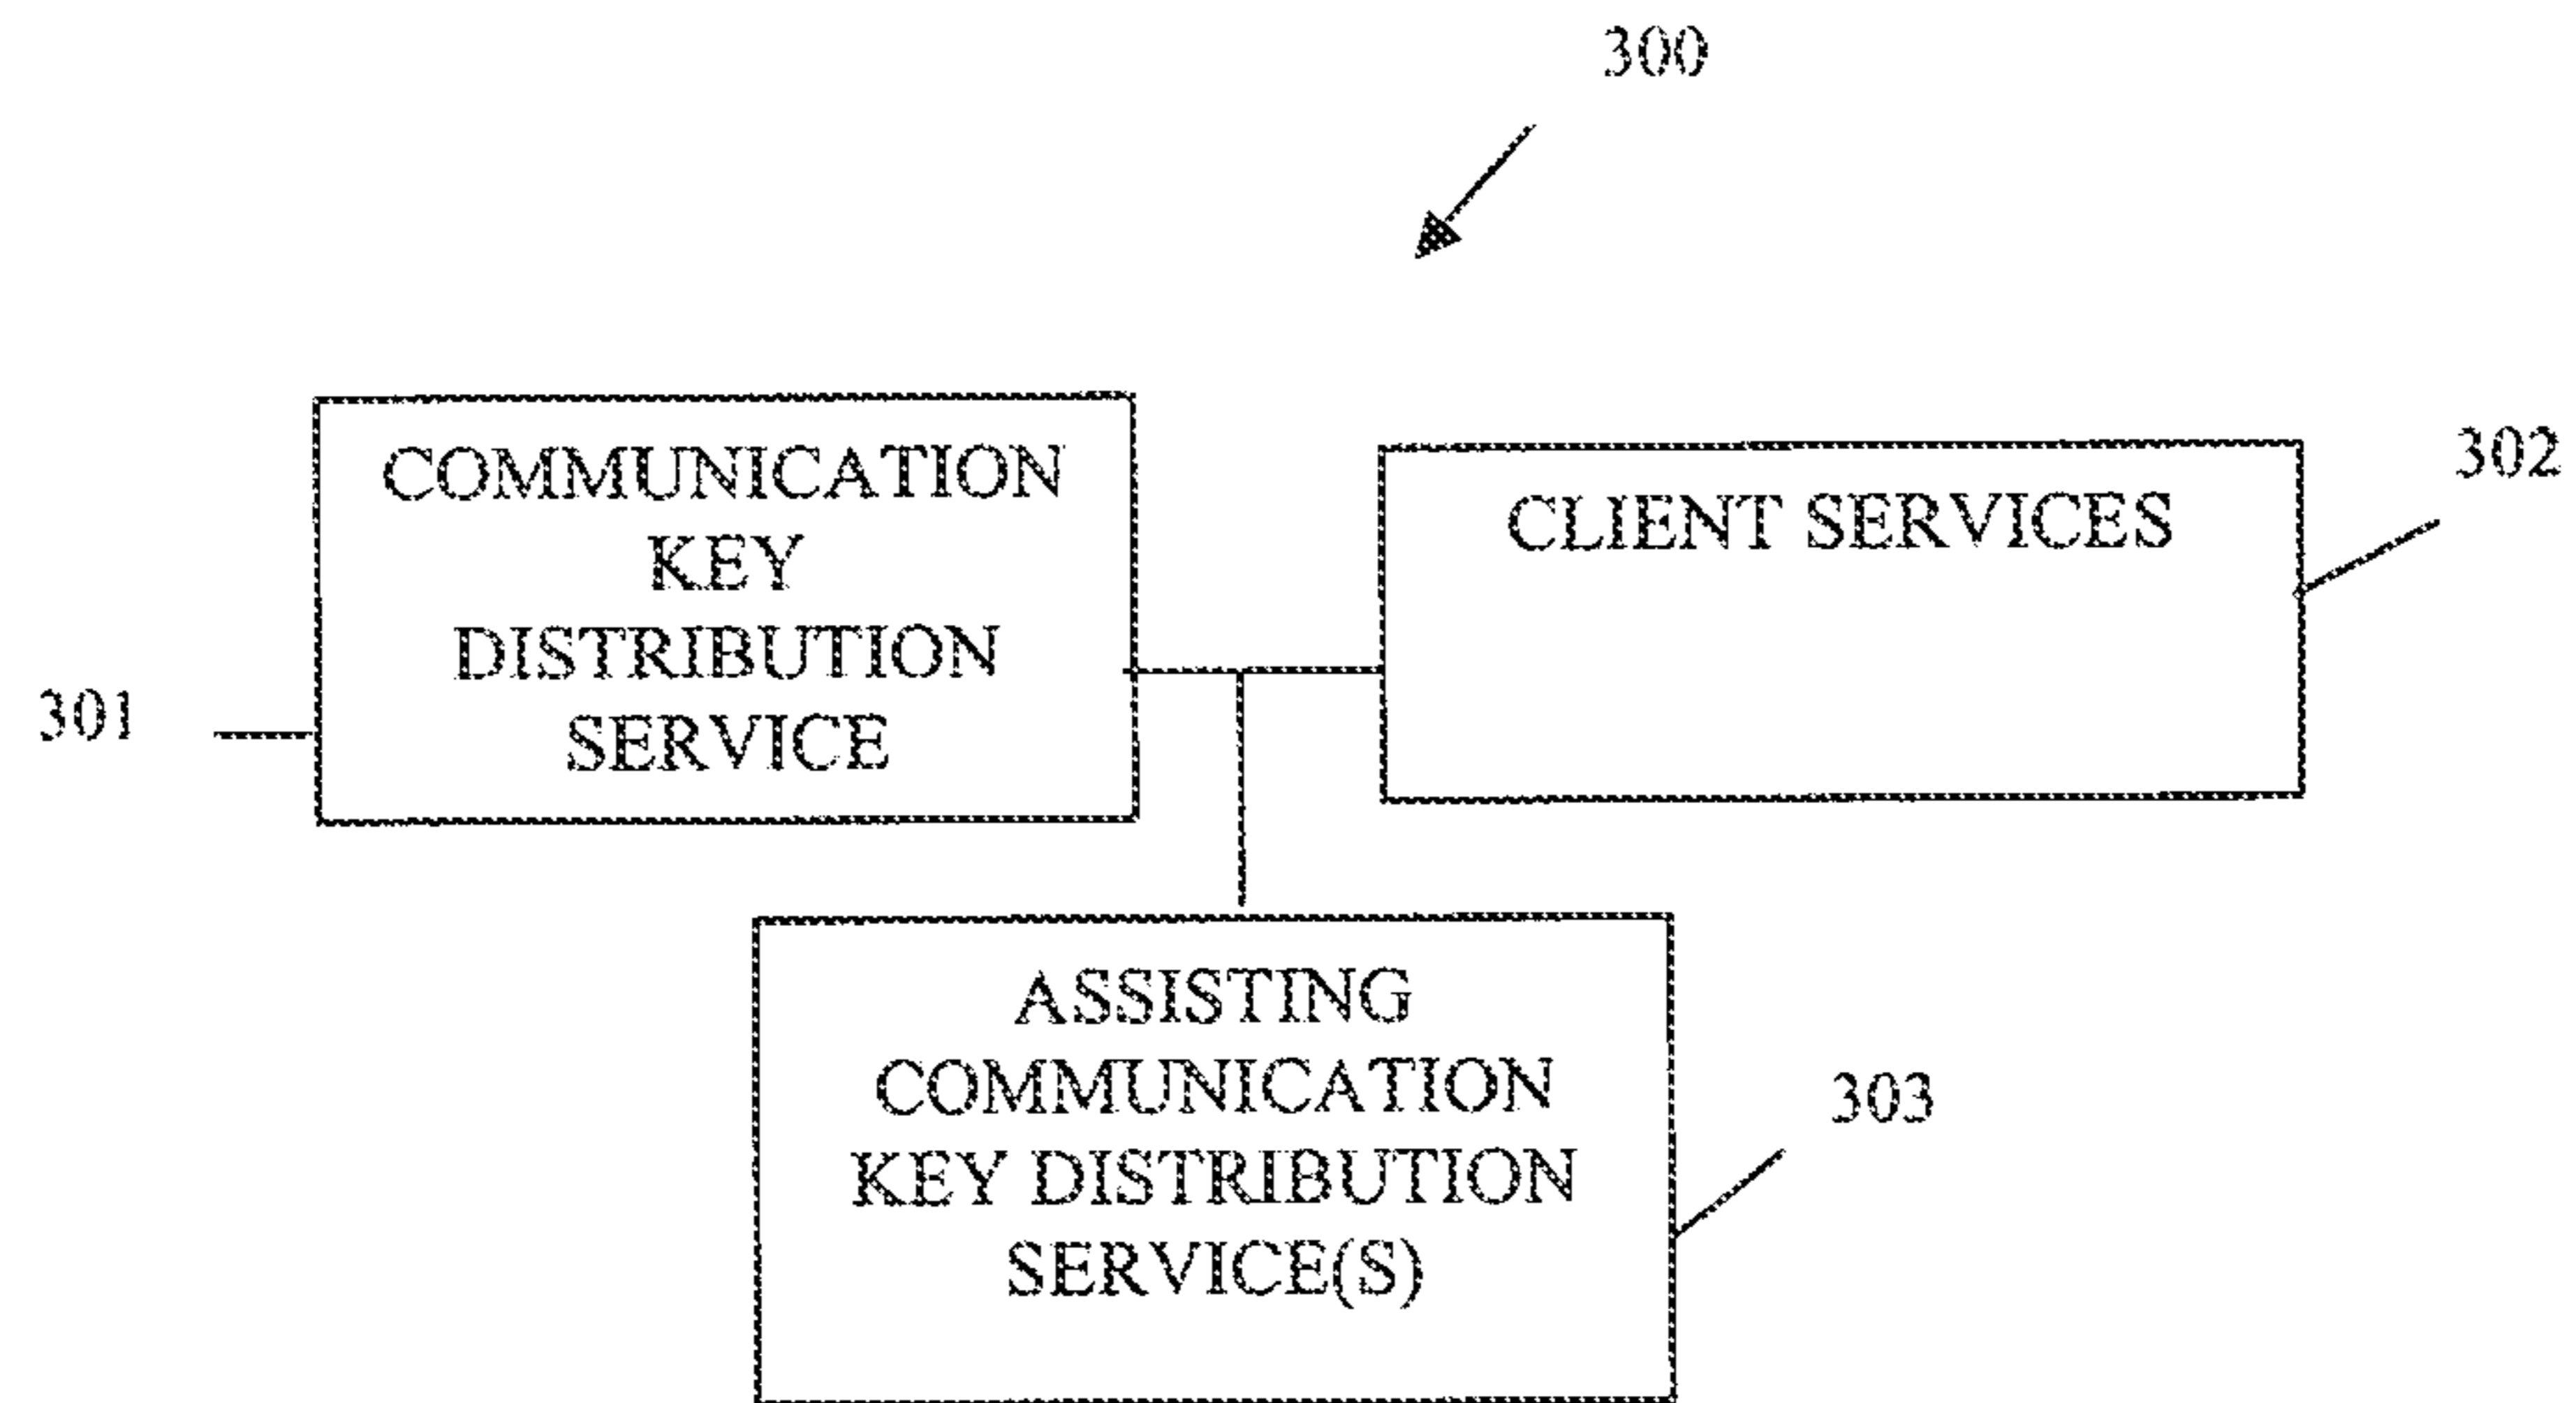 300
COMMUNICATION
KEY
DISTRIBUTION
SERVICE
301
CLIENT SERVICES
302
ASSISTING
COMMUNICATION
KEY DISTRIBUTION
SERVICE(S)
303